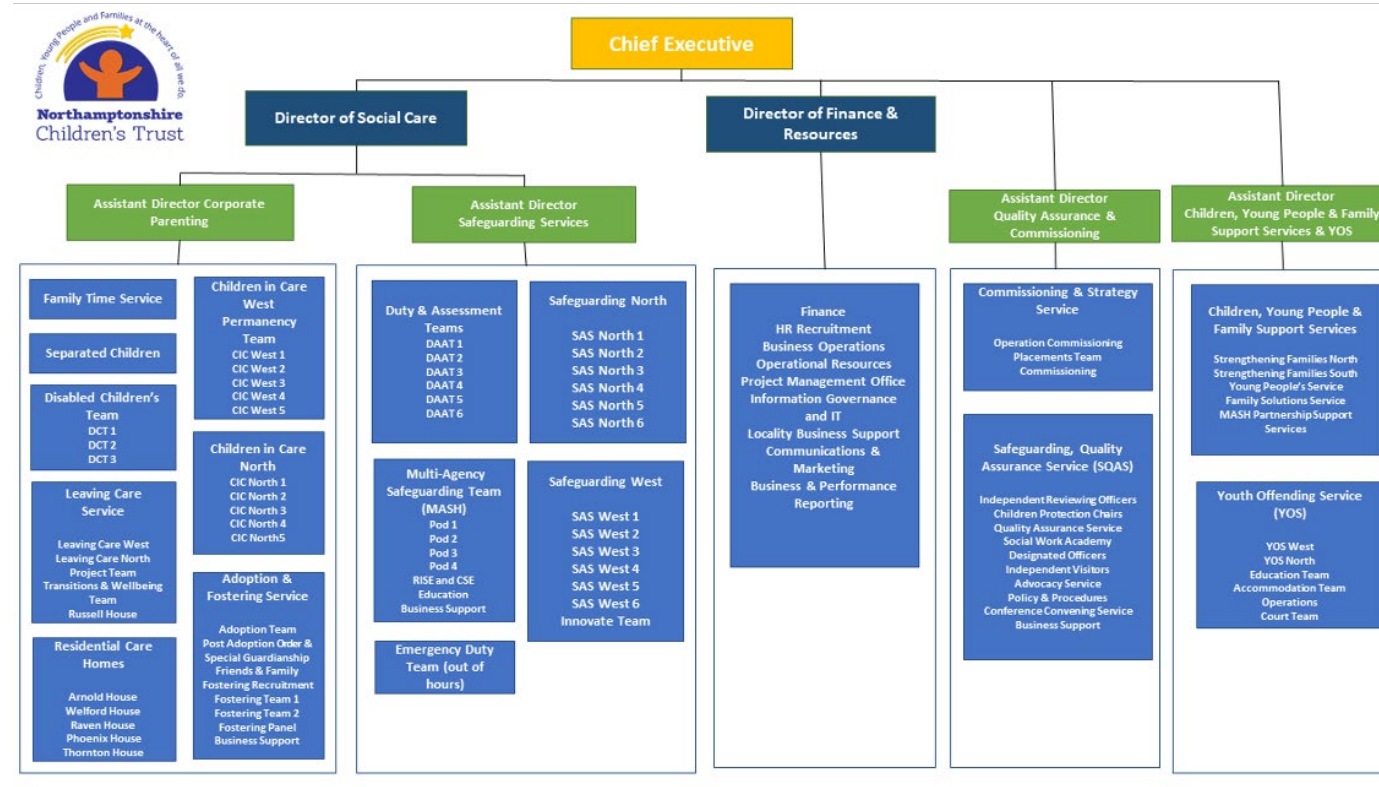 Children, Young People and Families at the heart of all we do.
Northamptonshire
Children's Trust
Chief Executive
Director of Social Care
Director of Finance &
Resources
Assistant Director Corporate
Parenting
Assistant Director
Safeguarding Services
Assistant Director
Quality Assurance &
Commissioning
Assistant Director
Children, Young People & Family
Support Services & YOS
Family Time Service
Separated Children
Disabled Children's
Team
DCT 1
DCT 2
DCT 3
Leaving Care
Service
Leaving Care West
Leaving Care North
Project Team
Transitions & Wellbeing
Team
Russell House
Residential Care
Homes
Arnold House
Welford House
Raven House
Phoenix House
Thornton House
Children in Care
West
Permanency
Team
CIC West 1
CIC West 2
CIC West 3
CIC West 4
CIC West 5
Children in Care
North
CIC North 1
CIC North 2
CIC North 3
CIC North 4
CIC North5
Adoption &
Fostering Service
Adoption Team
Post Adoption Order &
Special Guardianship
Friends & Family
Fostering Recruitment
Fostering Team 1
Fostering Team 2
Fostering Panel
Business Support
Duty & Assessment
Teams
DAAT 1
DAAT 2
DAAT 3
DAAT 4
DAAT 5
DAAT 6
Multi-Agency
Safeguarding Team
(MASH)
Pod 1
Pod 2
Pod 3
Pod 4
RISE and CSE
Education
Business Support
Emergency Duty
Team (out of
hours)
Safeguarding North
SAS North 1
SAS North 2
SAS North 3
SAS North 4
SAS North 5
SAS North 6
Safeguarding West
SAS West 1
SAS West 2
SAS West 3
SAS West 4
SAS West 5
SAS West 6
Innovate Team
Finance
HR Recruitment
Business Operations
Operational Resources
Project Management Office
Information Governance
and IT
Locality Business Support
Communications &
Marketing
Business & Performance
Reporting
Commissioning & Strategy
Service
Operation Commissioning
Placements Team
Commissioning
Safeguarding, Quality
Assurance Service (SQAS)
Independent Reviewing Officers
Children Protection Chairs
Quality Assurance Service
Social Work Academy
Designated Officers
Independent Visitors
Advocacy Service
Policy & Procedures
Conference Convening Service
Business Support
Children, Young People &
Family Support Services
Strengthening Families North
Strengthening Families South
Young People's Service
Family Solutions Service
MASH Partnership Support
Services
Youth Offending Service
(YOS)
YOS West
YOS North
Education Team
Accommodation Team
Operations
Court Team